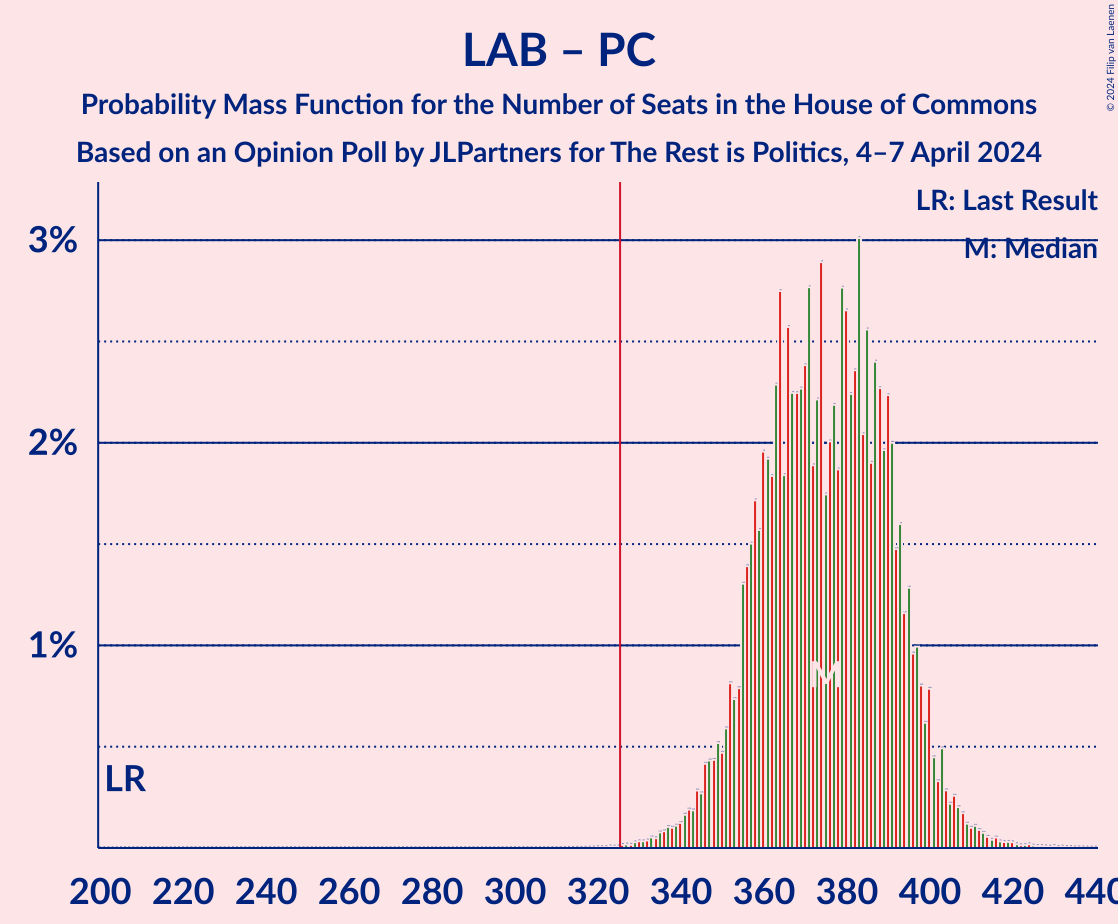 LAB – PC
Probability Mass Function for the Number of Seats in the House of Commons
Based on an Opinion Poll by JLPartners for The Rest is Politics, 4–7 April 2024
© 2024 Filip van Laenen
LR: Last Result
M: Median
3%
2%
1%
M
LR
200 220 240 260 280 300 320 340 360 380 400 420 440